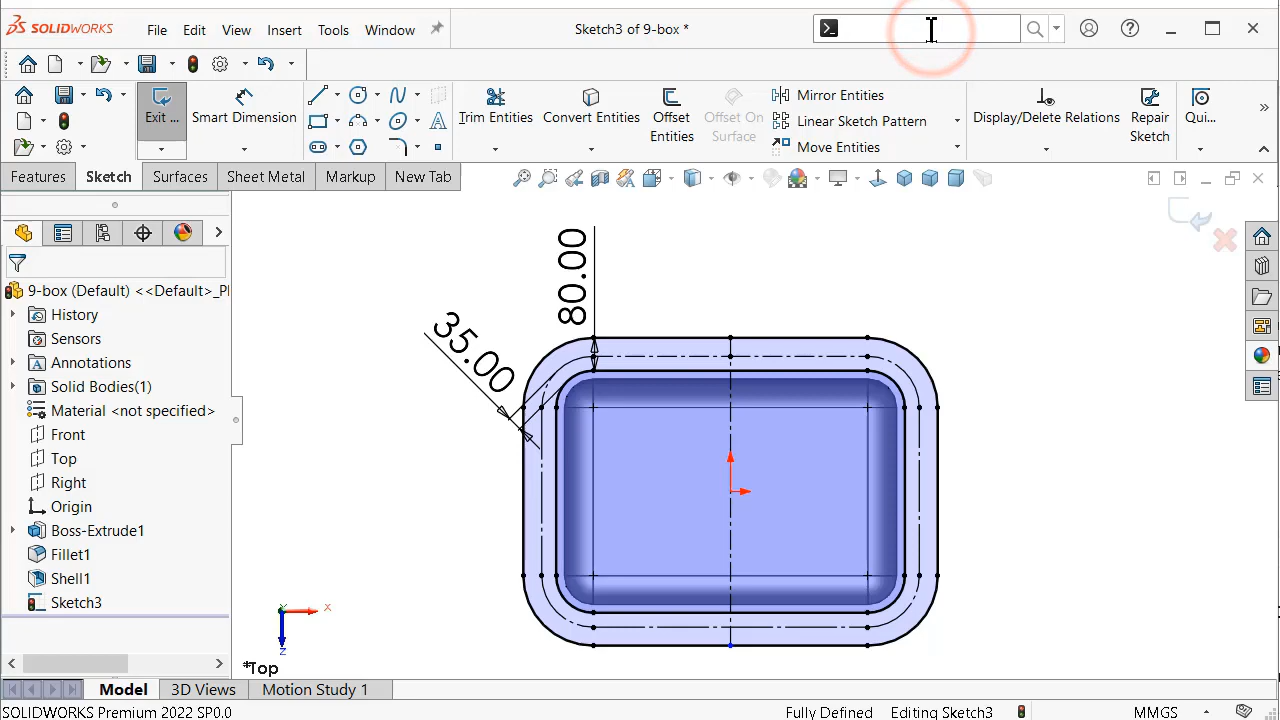 SOLIDWORKS File Edit View Insert Tools Window Sketch3 of 9-box *
Exit ... Smart Dimension Trim Entities Convert Entities Offset Entities Offset On Surface Mirror Entities Linear Sketch Pattern Move Entities Display/Delete Relations Repair Sketch Qui...
Features Sketch Surfaces Sheet Metal Markup New Tab
9-box (Default) <<Default>_P
History
Sensors
Annotations
Solid Bodies(1)
Material <not specified>
Front
Top
Right
Origin
Boss-Extrude1
Fillet1
Shell1
Sketch3
80.00
35.00
Y
X
Z
*Top
Model 3D Views Motion Study 1
SOLIDWORKS Premium 2022 SP0.0 Fully Defined Editing Sketch3 MMGS